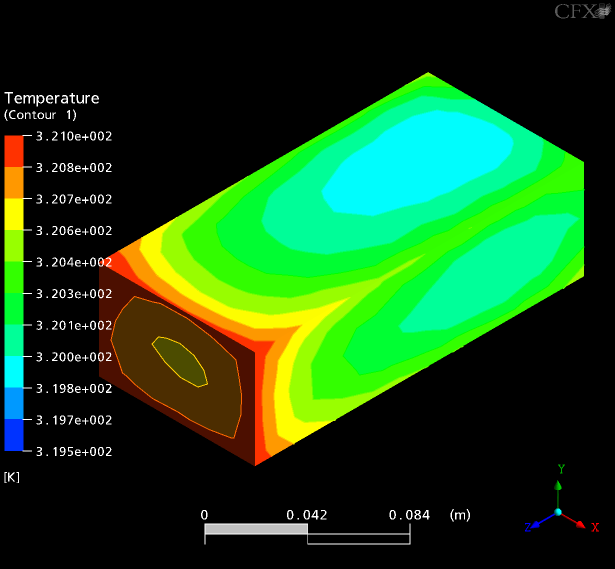 CFX
Temperature
(Contour 1)
3.210e+002
3.208e+002
3.207e+002
3.206e+002
3.204e+002
3.203e+002
3.201e+002
3.200e+002
3.198e+002
3.197e+002
3.195e+002
[K]
0 0.042 0.084 (m)
Y
Z X